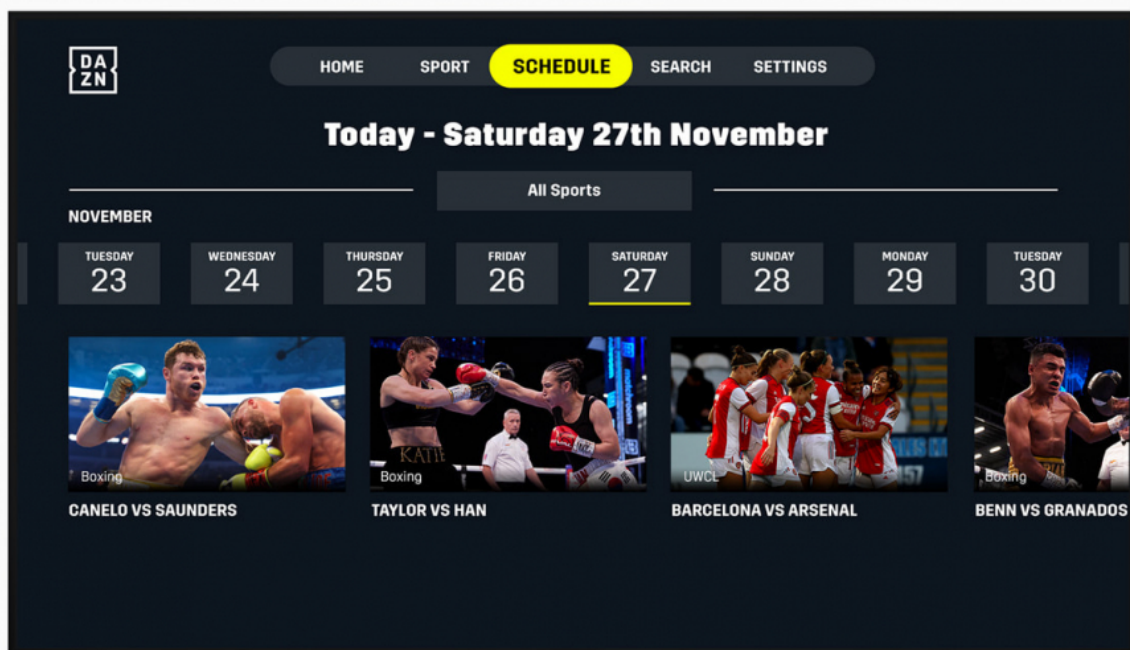 DA
ZN
HOME SPORT SCHEDULE SEARCH SETTINGS
Today - Saturday 27th November
All Sports
NOVEMBER
TUESDAY WEDNESDAY THURSDAY FRIDAY SATURDAY SUNDAY MONDAY TUESDAY
23 24 25 26 27 28 29 30
KATIE
Boxing Boxing UWCL Boxing
CANELO VS SAUNDERS TAYLOR VS HAN BARCELONA VS ARSENAL BENN VS GRANADOS